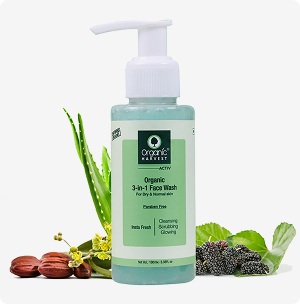 Organic
HARVEST
ACTIV
Organic
3-in-1 Face Wash
For Dry & Normal skin
Paraben Free
Insta Fresh
Cleansing
Scrubbing
Glowing